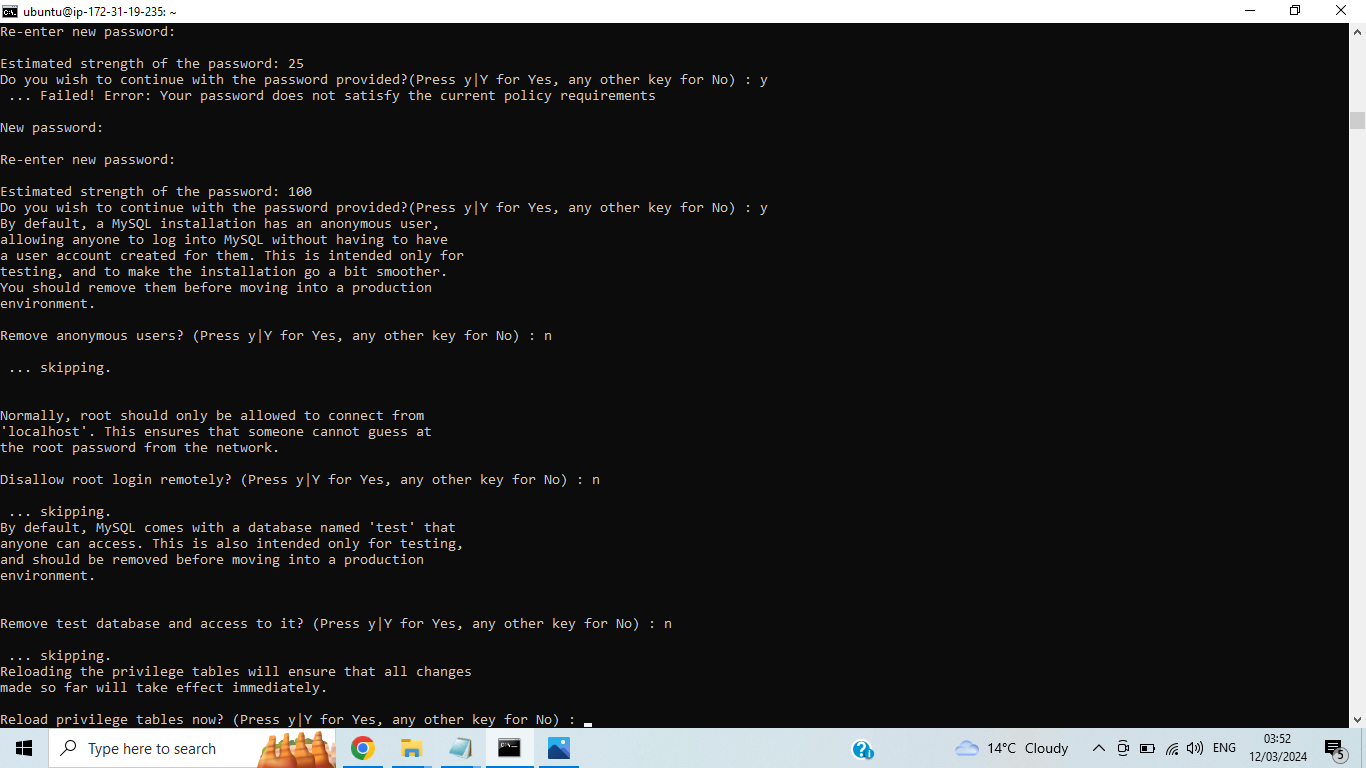 ubuntu@ip-172-31-19-235: ~
Re-enter new password:
Estimated strength of the password: 25
Do you wish to continue with the password provided?(Press y|Y for Yes, any other key for No) : y
... Failed! Error: Your password does not satisfy the current policy requirements
New password:
Re-enter new password:
Estimated strength of the password: 100
Do you wish to continue with the password provided?(Press y|Y for Yes, any other key for No) : y
By default, a MySQL installation has an anonymous user,
allowing anyone to log into MySQL without having to have
a user account created for them. This is intended only for
testing, and to make the installation go a bit smoother.
You should remove them before moving into a production
environment.
Remove anonymous users? (Press y|Y for Yes, any other key for No) : n
... skipping.
Normally, root should only be allowed to connect from
'localhost'. This ensures that someone cannot guess at
the root password from the network.
Disallow root login remotely? (Press y|Y for Yes, any other key for No) : n
... skipping.
By default, MySQL comes with a database named 'test' that
anyone can access. This is also intended only for testing,
and should be removed before moving into a production
environment.
Remove test database and access to it? (Press y|Y for Yes, any other key for No) : n
... skipping.
Reloading the privilege tables will ensure that all changes
made so far will take effect immediately.
Reload privilege tables now? (Press y|Y for Yes, any other key for No) :
Type here to search
14°C Cloudy
ENG
03:52
12/03/2024
5